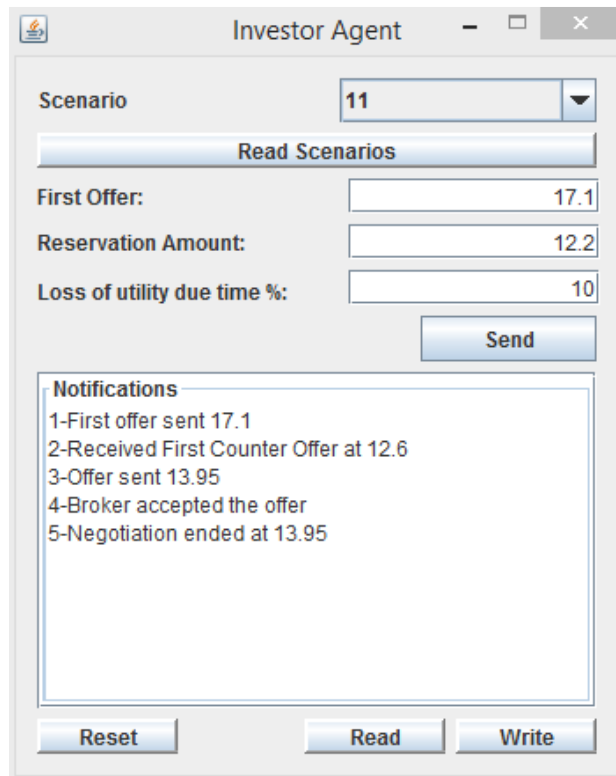 Investor Agent
Scenario 11
Read Scenarios
First Offer: 17.1
Reservation Amount: 12.2
Loss of utility due time %: 10
Send
Notifications
1-First offer sent 17.1
2-Received First Counter Offer at 12.6
3-Offer sent 13.95
4-Broker accepted the offer
5-Negotiation ended at 13.95
Reset Read Write